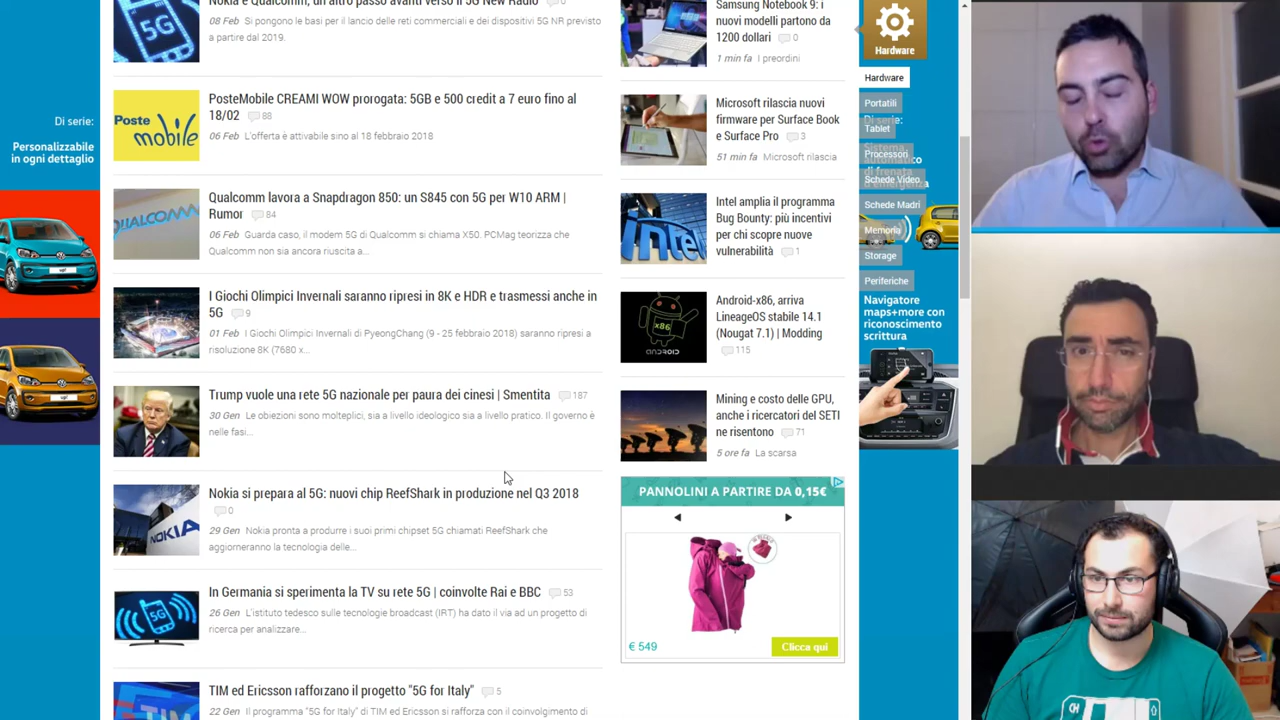 Nokia e Qualcomm, un altro passo avanti verso il 5G New Radio 0
08 Feb Si pongono le basi per il lancio delle reti commerciali e dei dispositivi 5G NR previsto
a partire dal 2019.
PosteMobile CREAMI WOW prorogata: 5GB e 500 credit a 7 euro fino al
18/02 88
06 Feb L'offerta è attivabile sino al 18 febbraio 2018
Poste
mobile
Qualcomm lavora a Snapdragon 850: un S845 con 5G per W10 ARM |
Rumor 84
06 Feb Guarda caso, il modem 5G di Qualcomm si chiama X50. PCMag teorizza che
Qualcomm non sia ancora riuscita a...
I Giochi Olimpici Invernali saranno ripresi in 8K e HDR e trasmessi anche in
5G 9
01 Feb I Giochi Olimpici Invernali di PyeongChang (9 - 25 febbraio 2018) saranno ripresi a
risoluzione 8K (7680 x...
Trump vuole una rete 5G nazionale per paura dei cinesi | Smentita 187
30 Gen Le obiezioni sono molteplici, sia a livello ideologico sia a livello pratico. Il governo è
nelle fasi...
Nokia si prepara al 5G: nuovi chip ReefShark in produzione nel Q3 2018
0
29 Gen Nokia pronta a produrre i suoi primi chipset 5G chiamati ReefShark che
aggiorneranno la tecnologia delle...
NOKIA
In Germania si sperimenta la TV su rete 5G | coinvolte Rai e BBC 53
26 Gen L'istituto tedesco sulle tecnologie broadcast (IRT) ha dato il via ad un progetto di
ricerca per analizzare...
5G
TIM ed Ericsson rafforzano il progetto "5G for Italy" 5
22 Gen Il programma "5G for Italy" di TIM ed Ericsson si rafforza con il coinvolgimento di
TIM
Di serie:
Personalizzabile
in ogni dettaglio
Samsung Notebook 9: i
nuovi modelli partono da
1200 dollari 0
1 min fa I preordini
Microsoft rilascia nuovi
firmware per Surface Book
e Surface Pro 3
51 min fa Microsoft rilascia
Intel amplia il programma
Bug Bounty: più incentivi
per chi scopre nuove
vulnerabilità 1
intel
Android-x86, arriva
LineageOS stabile 14.1
(Nougat 7.1) | Modding
115
x86
ANDROID
Mining e costo delle GPU,
anche i ricercatori del SETI
ne risentono 71
5 ore fa La scarsa
PANNOLINI A PARTIRE DA 0,15€
€ 549
Clicca qui
Hardware
Hardware
Portatili
Di serie:
Tablet
Processori
Schede Video
Schede Madri
Memoria
Storage
Periferiche
Navigatore
maps+more con
riconoscimento
scrittura